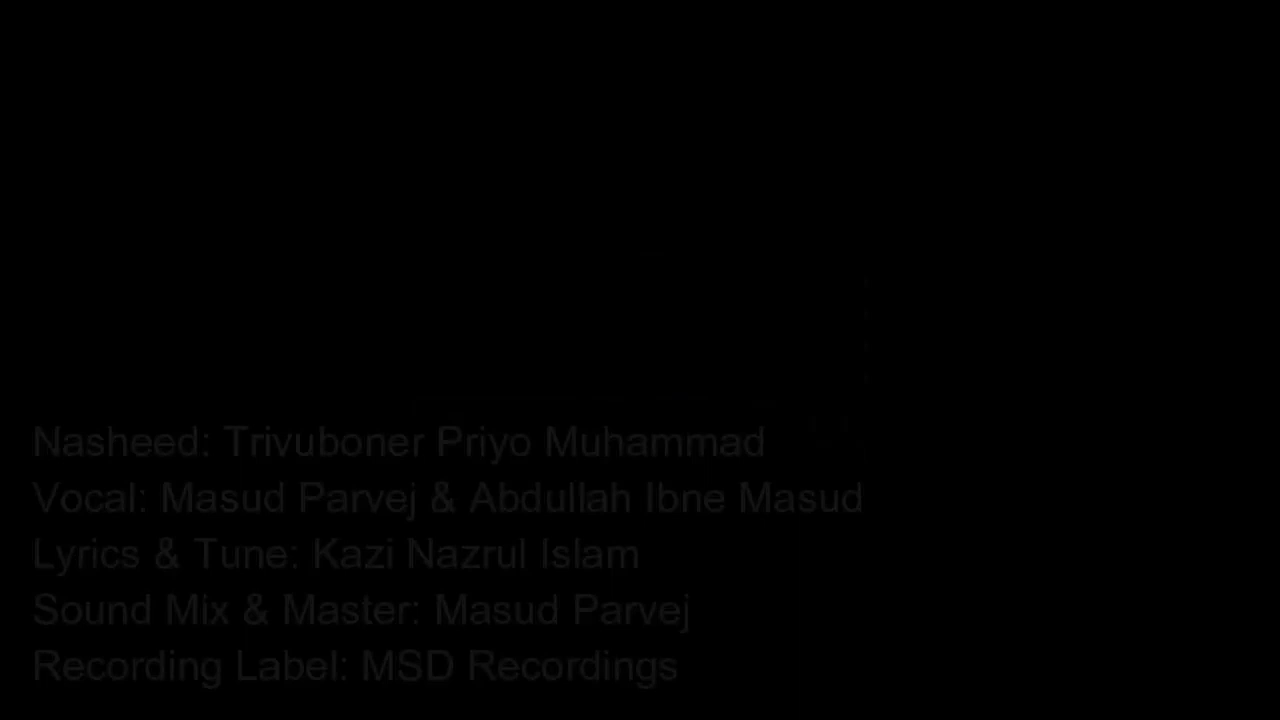 Nasheed: Trivuboner Priyo Muhammad
Vocal: Masud Parvej & Abdullah Ibne Masud
Lyrics & Tune: Kazi Nazrul Islam
Sound Mix & Master: Masud Parvej
Recording Label: MSD Recordings